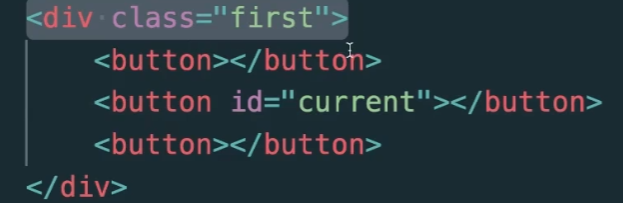 <div class="first">
<button></button>
<button id="current"></button>
<button></button>
</div>